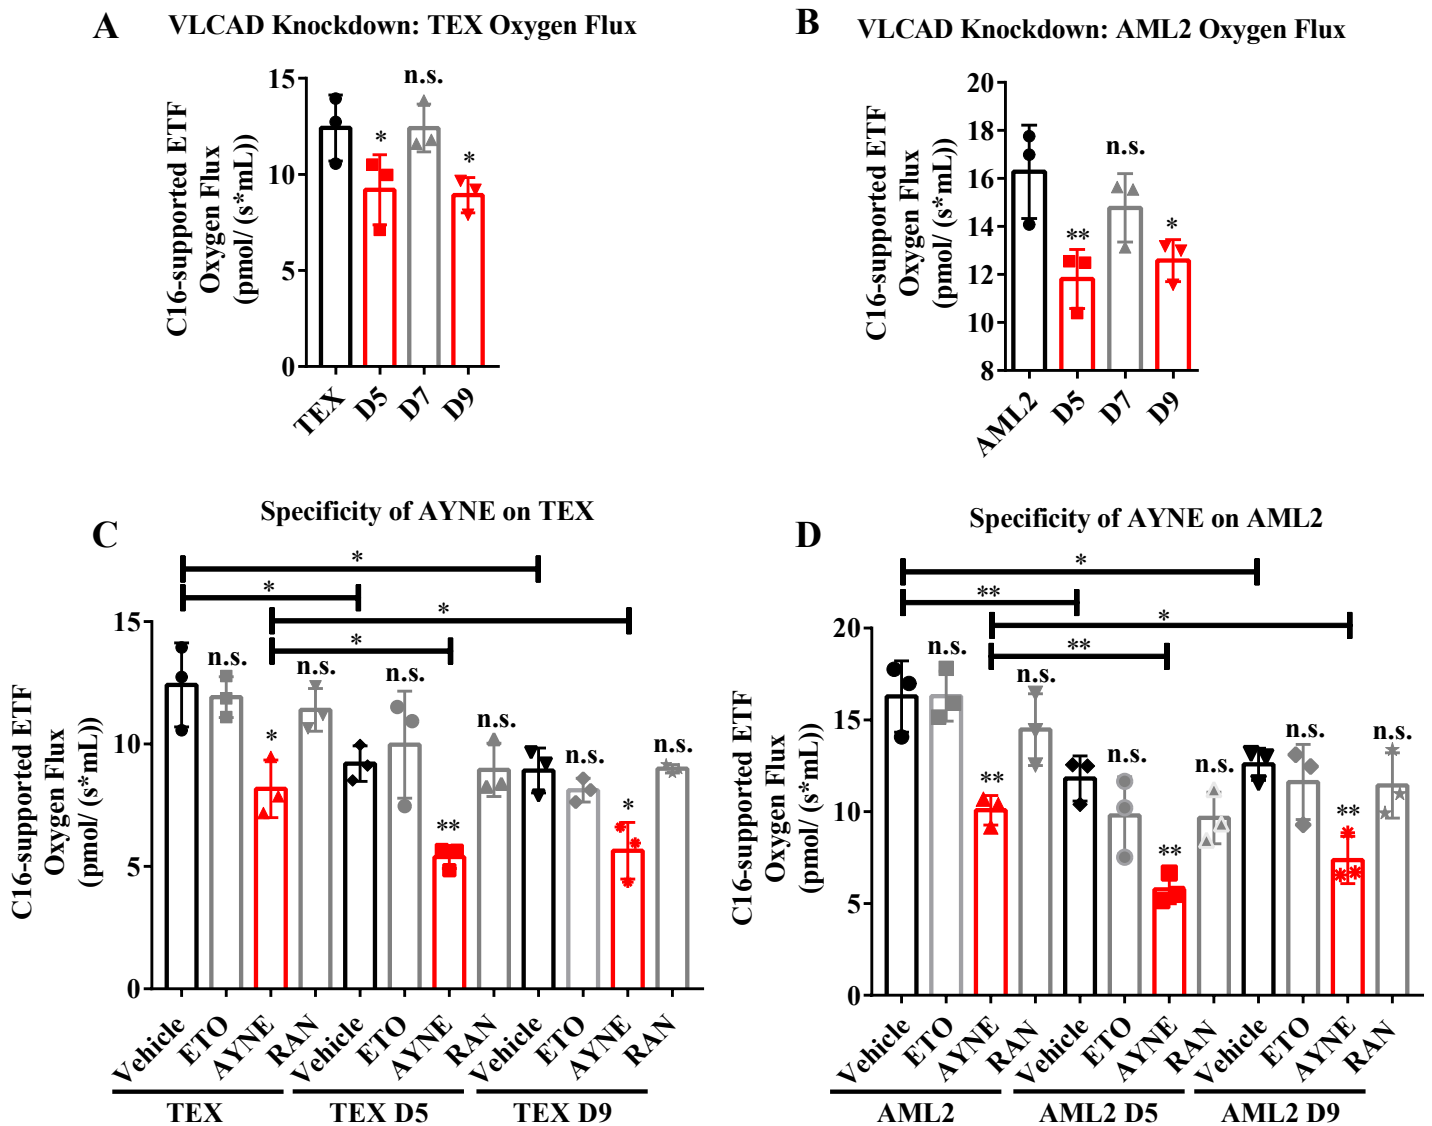 A
VLCAD Knockdown: TEX Oxygen Flux
C16-supported ETF
Oxygen Flux
(pmol/ (s*mL))
15
10
5
0
*
n.s.
*
TEX
D5
D7
D9
B
VLCAD Knockdown: AML2 Oxygen Flux
C16-supported ETF
Oxygen Flux
(pmol/ (s*mL))
20
18
16
14
12
10
8
**
n.s.
*
AML2
D5
D7
D9
C
Specificity of AYNE on TEX
C16-supported ETF
Oxygen Flux
(pmol/ (s*mL))
15
10
5
0
*
*
*
*
n.s.
*
n.s.
n.s.
**
n.s.
n.s.
*
n.s.
Vehicle
ETO
AYNE
RAN
Vehicle
ETO
AYNE
RAN
Vehicle
ETO
AYNE
RAN
TEX
TEX D5
TEX D9
D
Specificity of AYNE on AML2
C16-supported ETF
Oxygen Flux
(pmol/ (s*mL))
20
15
10
5
0
*
**
*
**
n.s.
**
n.s.
n.s.
**
n.s.
n.s.
**
n.s.
Vehicle
ETO
AYNE
RAN
Vehicle
ETO
AYNE
RAN
Vehicle
ETO
AYNE
RAN
AML2
AML2 D5
AML2 D9